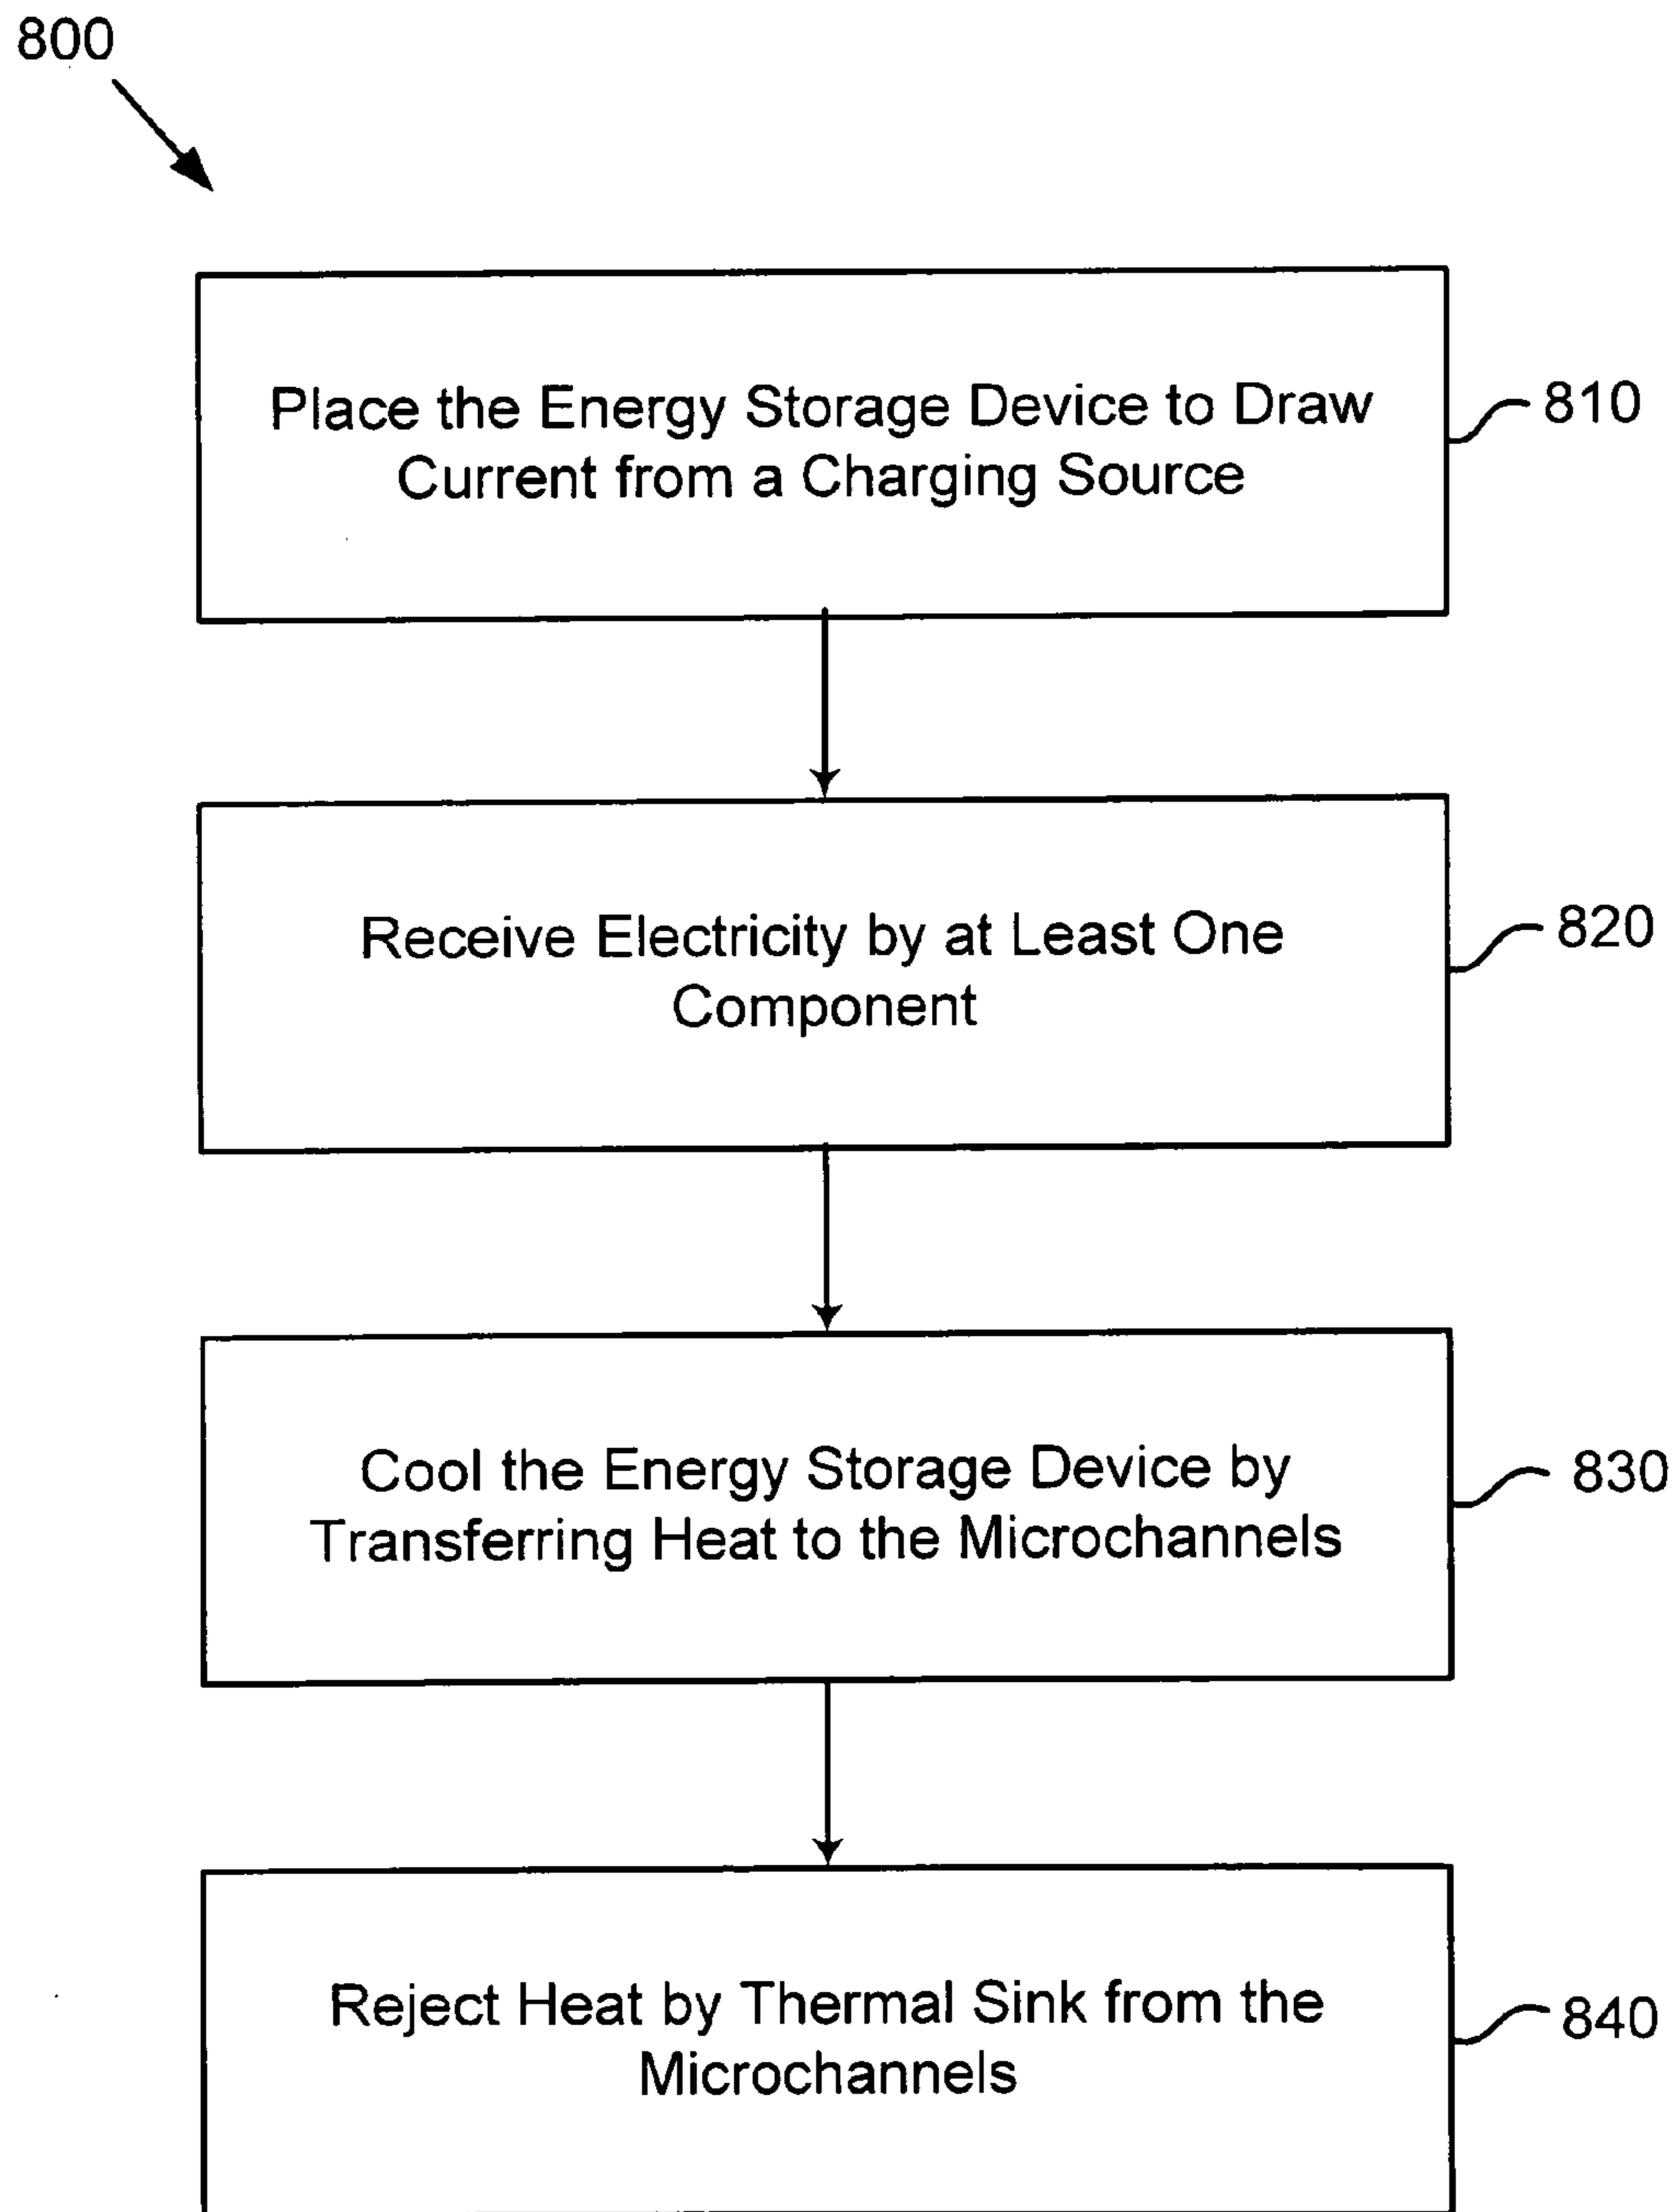 800
Place the Energy Storage Device to Draw
Current from a Charging Source
810
Receive Electricity by at Least One
Component
820
Cool the Energy Storage Device by
Transferring Heat to the Microchannels
830
Reject Heat by Thermal Sink from the
Microchannels
840